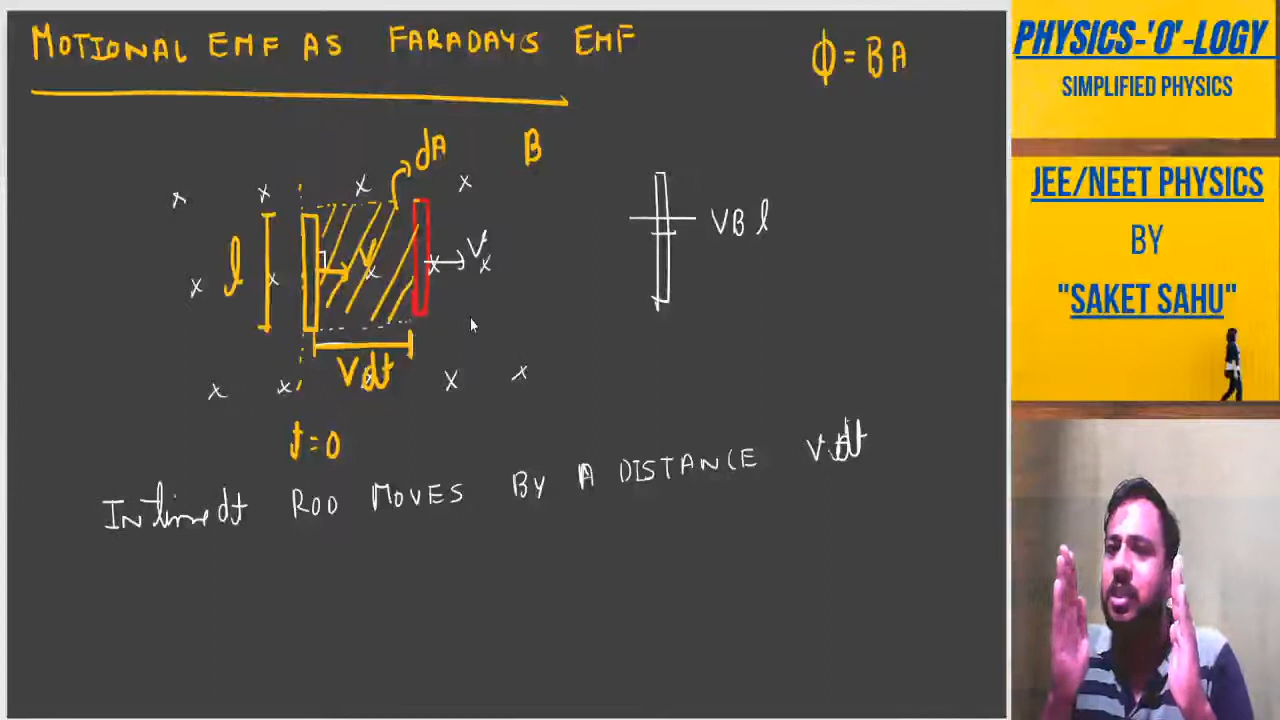 MOTIONAL EMF AS FARADAYS EMF
ϕ = BA
dA
B
l
V
V
VB l
Vdt
t=0
In time dt ROD MOVES BY A DISTANCE Vdt
PHYSICS-'O'-LOGY
SIMPLIFIED PHYSICS
JEE/NEET PHYSICS
BY
"SAKET SAHU"